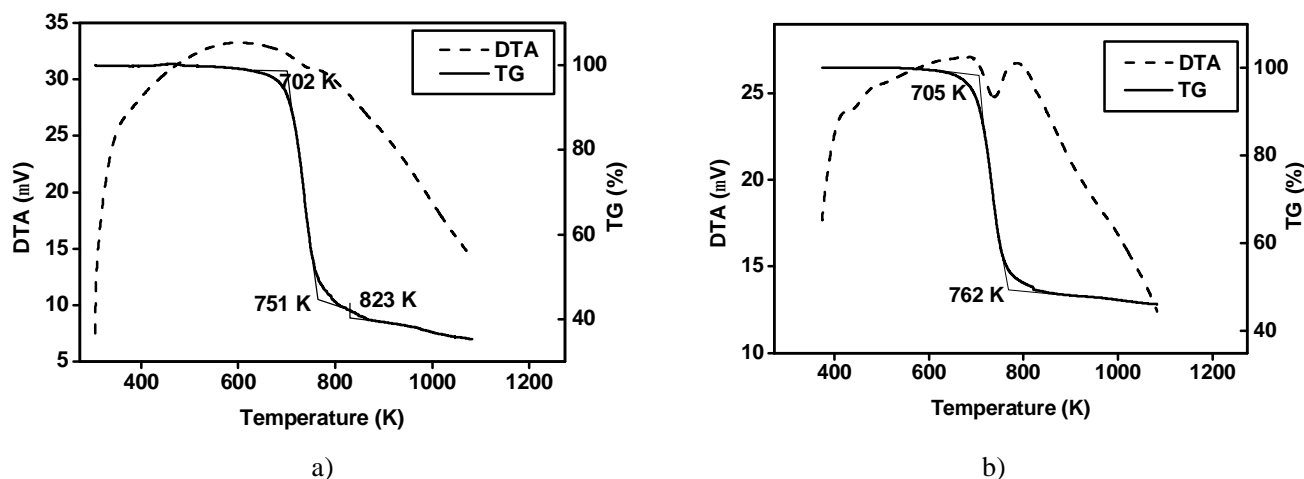 35
30
25
20
15
10
5
DTA (mV)
400 600 800 1000 1200
Temperature (K)
100
80
60
40
TG (%)
DTA
TG
702 K
751 K
823 K
a)
25
20
15
10
DTA (mV)
400 600 800 1000 1200
Temperature (K)
100
80
60
40
TG (%)
DTA
TG
705 K
762 K
b)